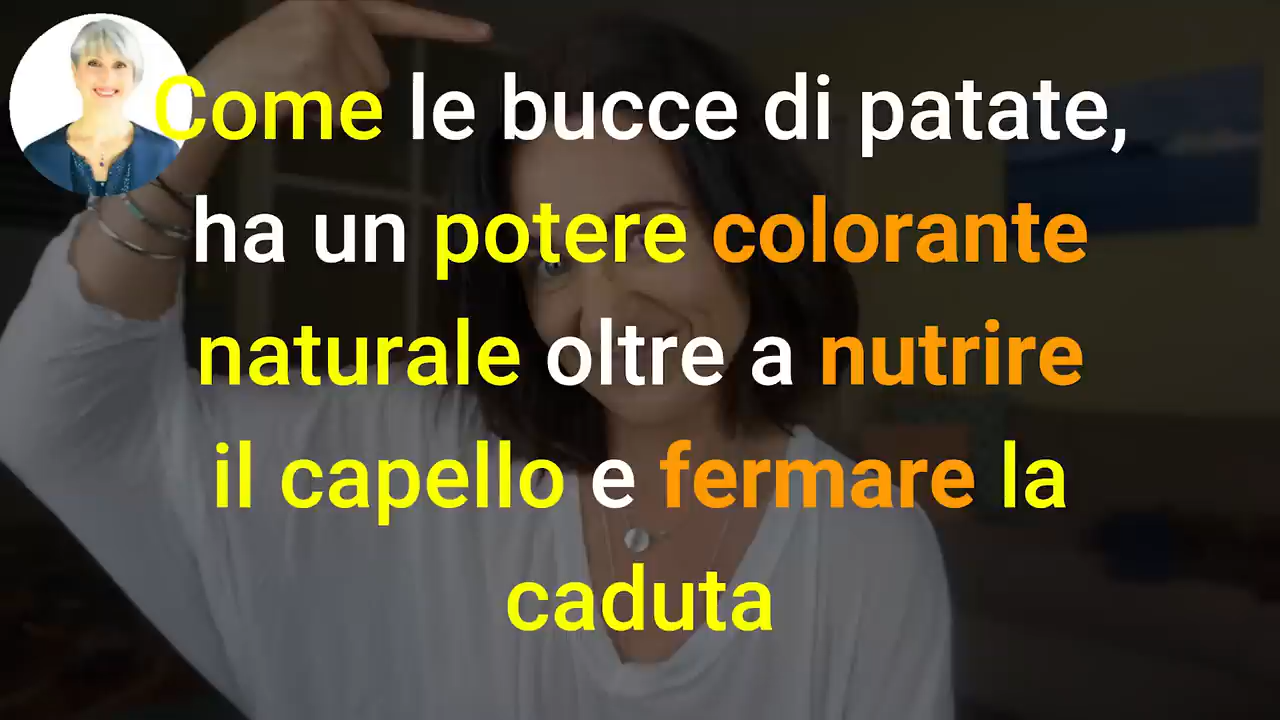 Come le bucce di patate,
ha un potere colorante
naturale oltre a nutrire
il capello e fermare la
caduta